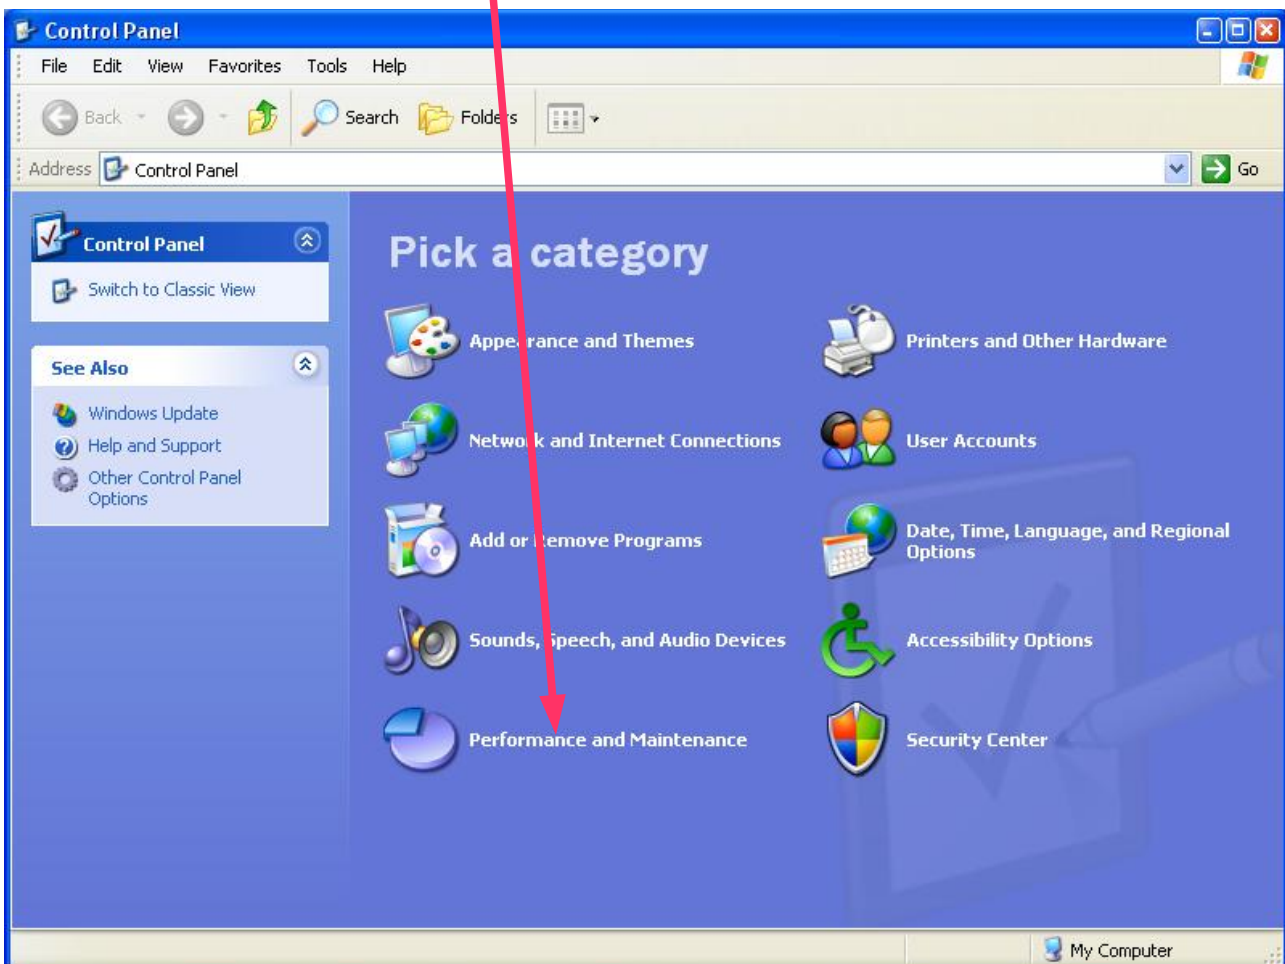 Control Panel
File Edit View Favorites Tools Help
Back Search Folders
Address Control Panel Go
Control Panel
Switch to Classic View
See Also
Windows Update
Help and Support
Other Control Panel
Options
Pick a category
Appearance and Themes
Printers and Other Hardware
Network and Internet Connections
User Accounts
Add or Remove Programs
Date, Time, Language, and Regional
Options
Sounds, Speech, and Audio Devices
Accessibility Options
Performance and Maintenance
Security Center
My Computer